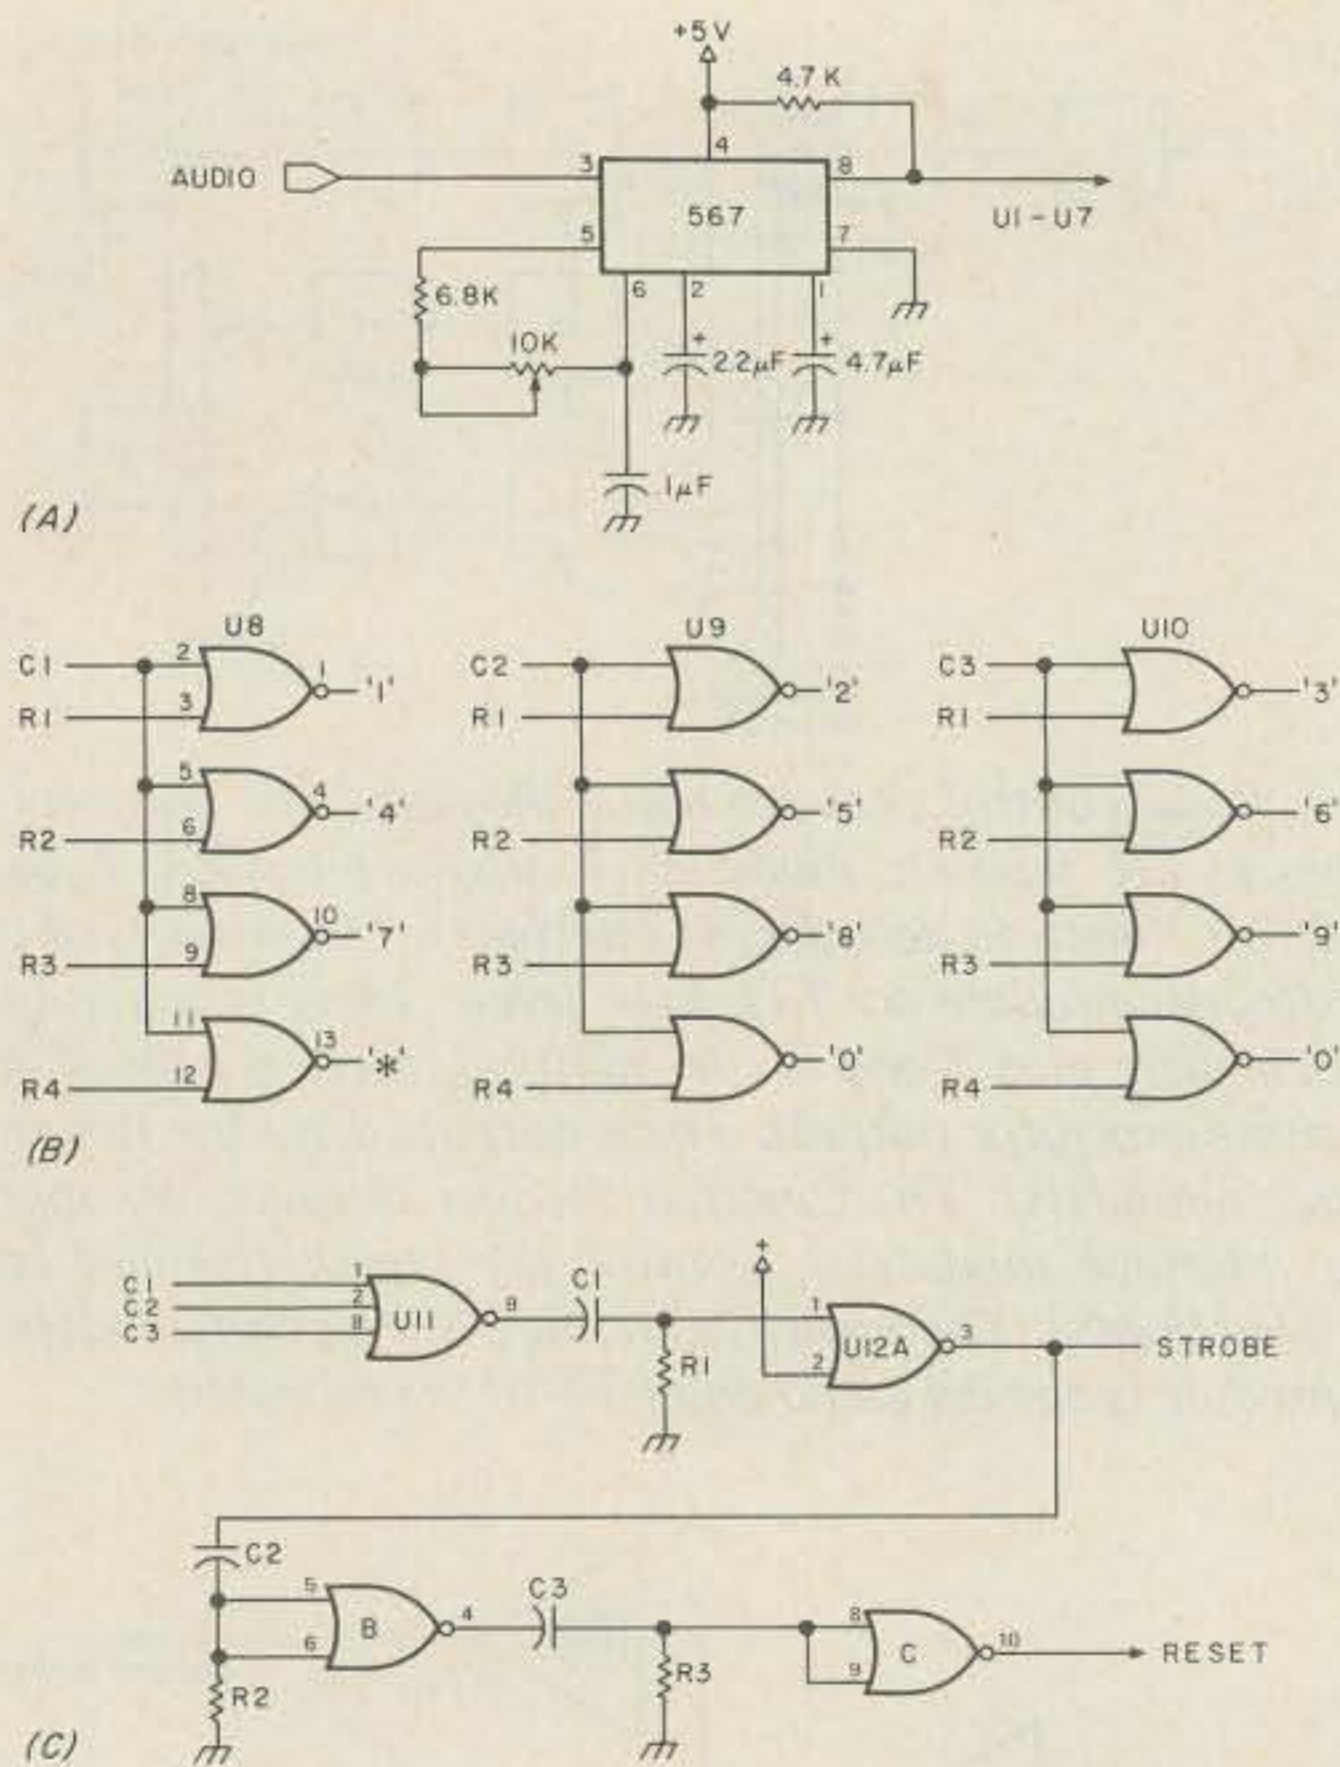 +5V
4.7K
4
AUDIO
3
567
8
U1-U7
5
7
6
2
1
6.8K
10K
+
2.2µF
+
4.7µF
.1µF
(A)
U8
U9
U10
C1
2
1
'1'
R1
3
C2
'2'
R1
C3
'3'
R1
5
4
'4'
R2
6
'5'
R2
'6'
R2
8
10
'7'
R3
9
'8'
R3
'9'
R3
11
13
'*'
R4
12
'0'
R4
'0'
R4
(B)
C1
1
C2
2
C3
8
U11
9
C1
R1
+
1
2
U12A
3
STROBE
C2
5
6
B
4
R2
C3
R3
8
9
C
10
RESET
(C)